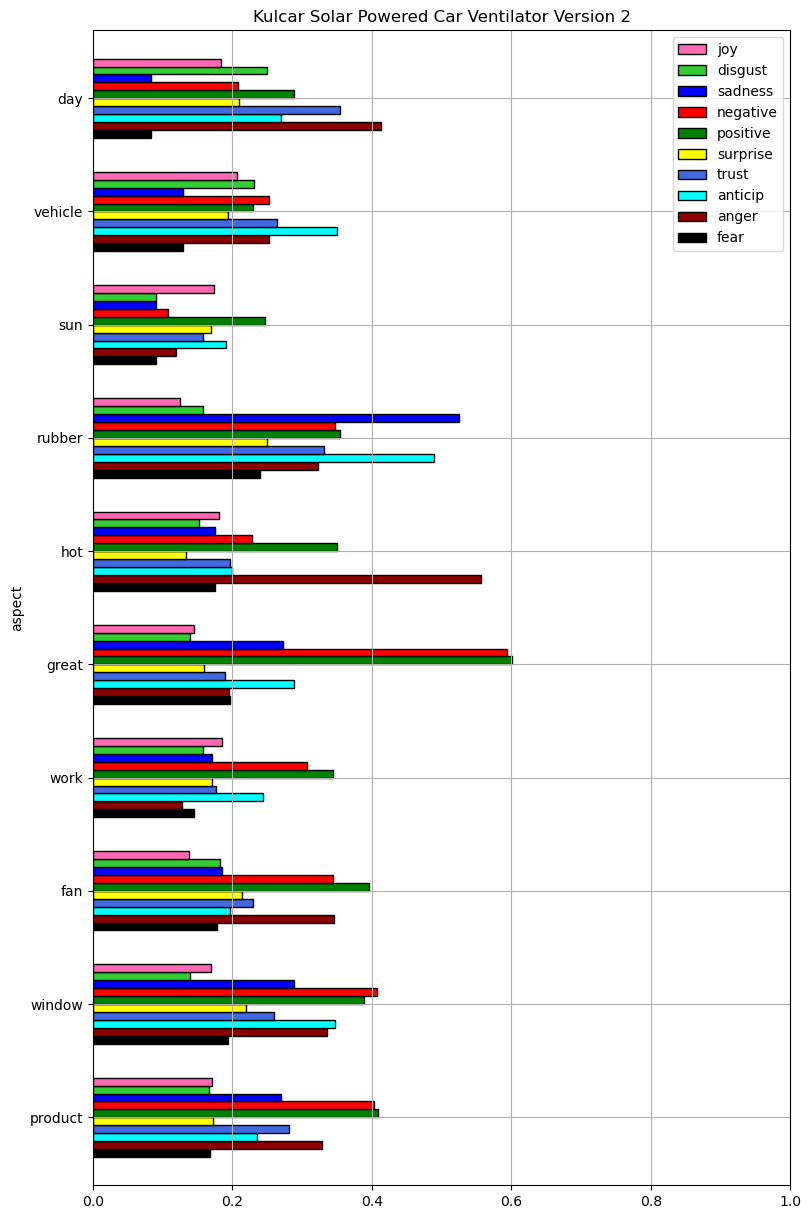 Kulcar Solar Powered Car Ventilator Version 2
joy
disgust
sadness
negative
positive
surprise
trust
anticip
anger
fear
day
vehicle
sun
rubber
hot
great
work
fan
window
product
aspect
0.0 0.2 0.4 0.6 0.8 1.0